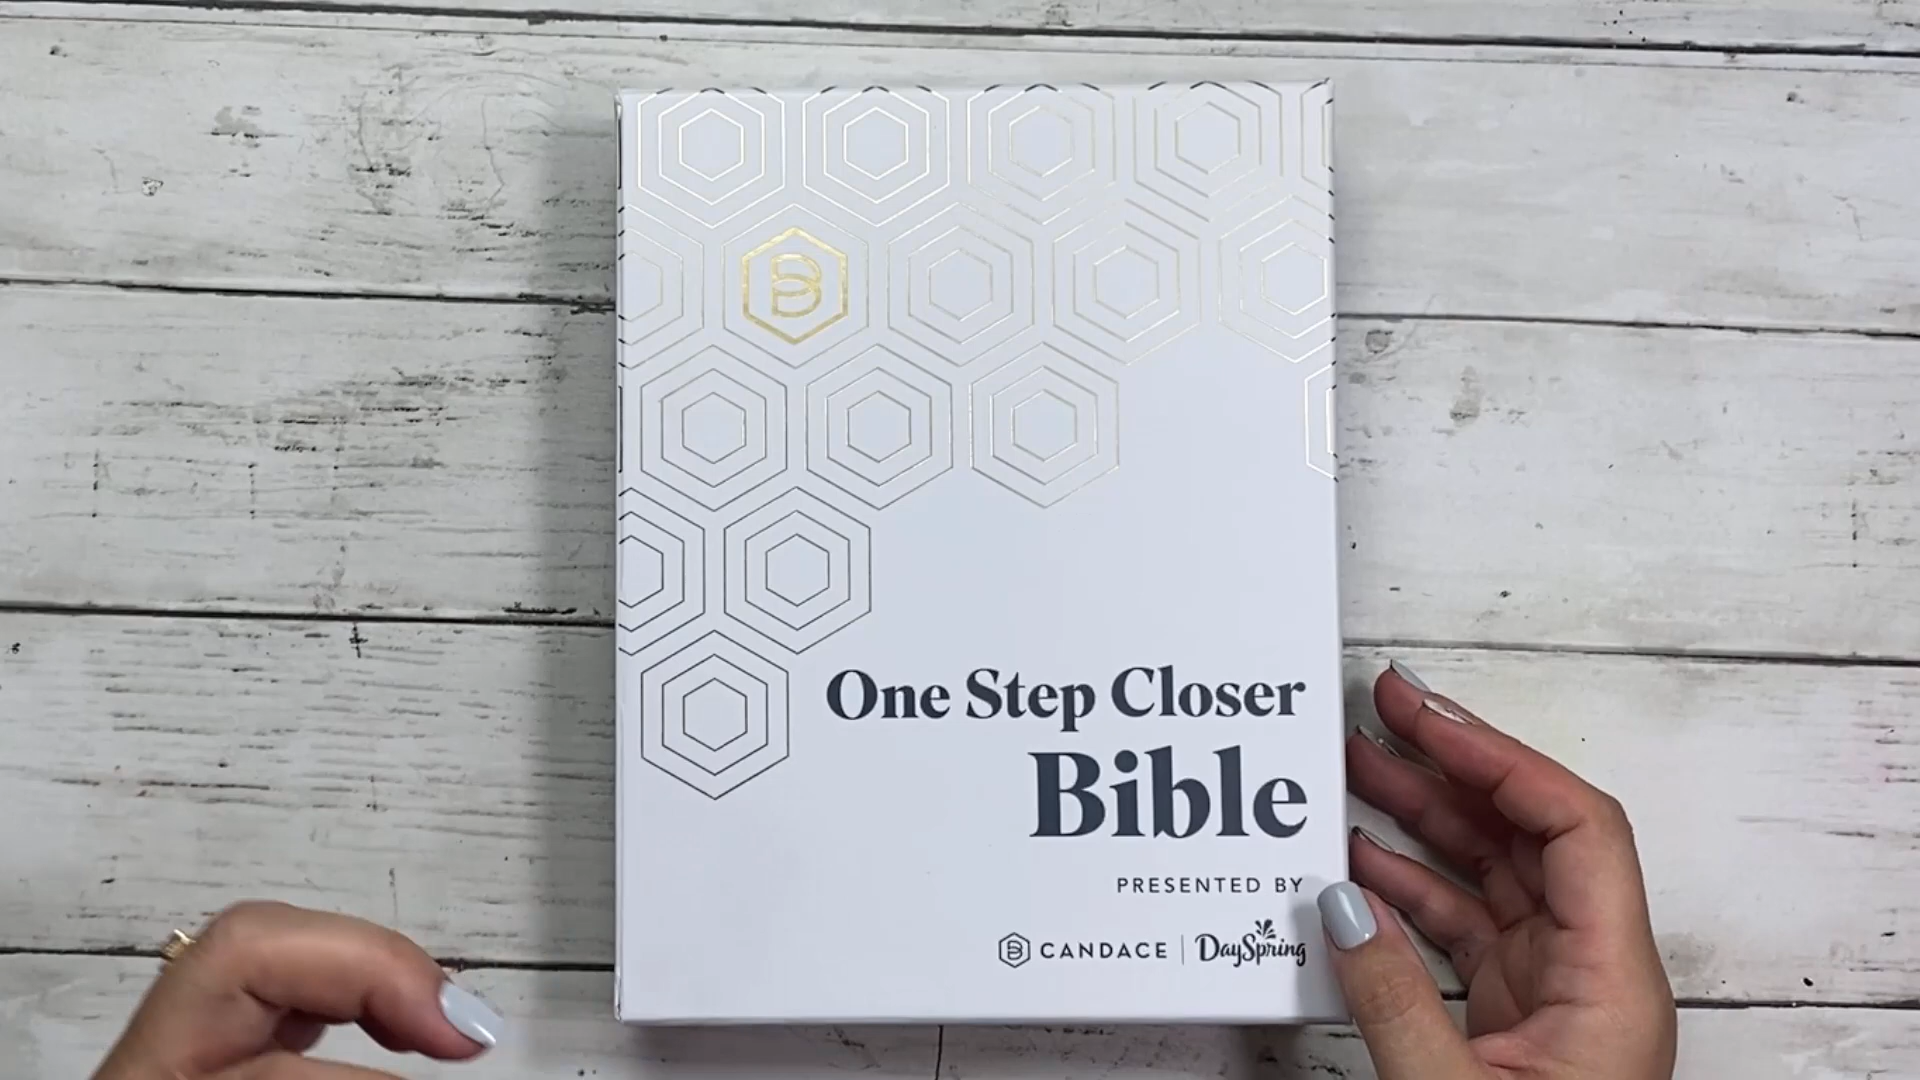 B
One Step Closer
Bible
PRESENTED BY
B CANDACE | DaySpring